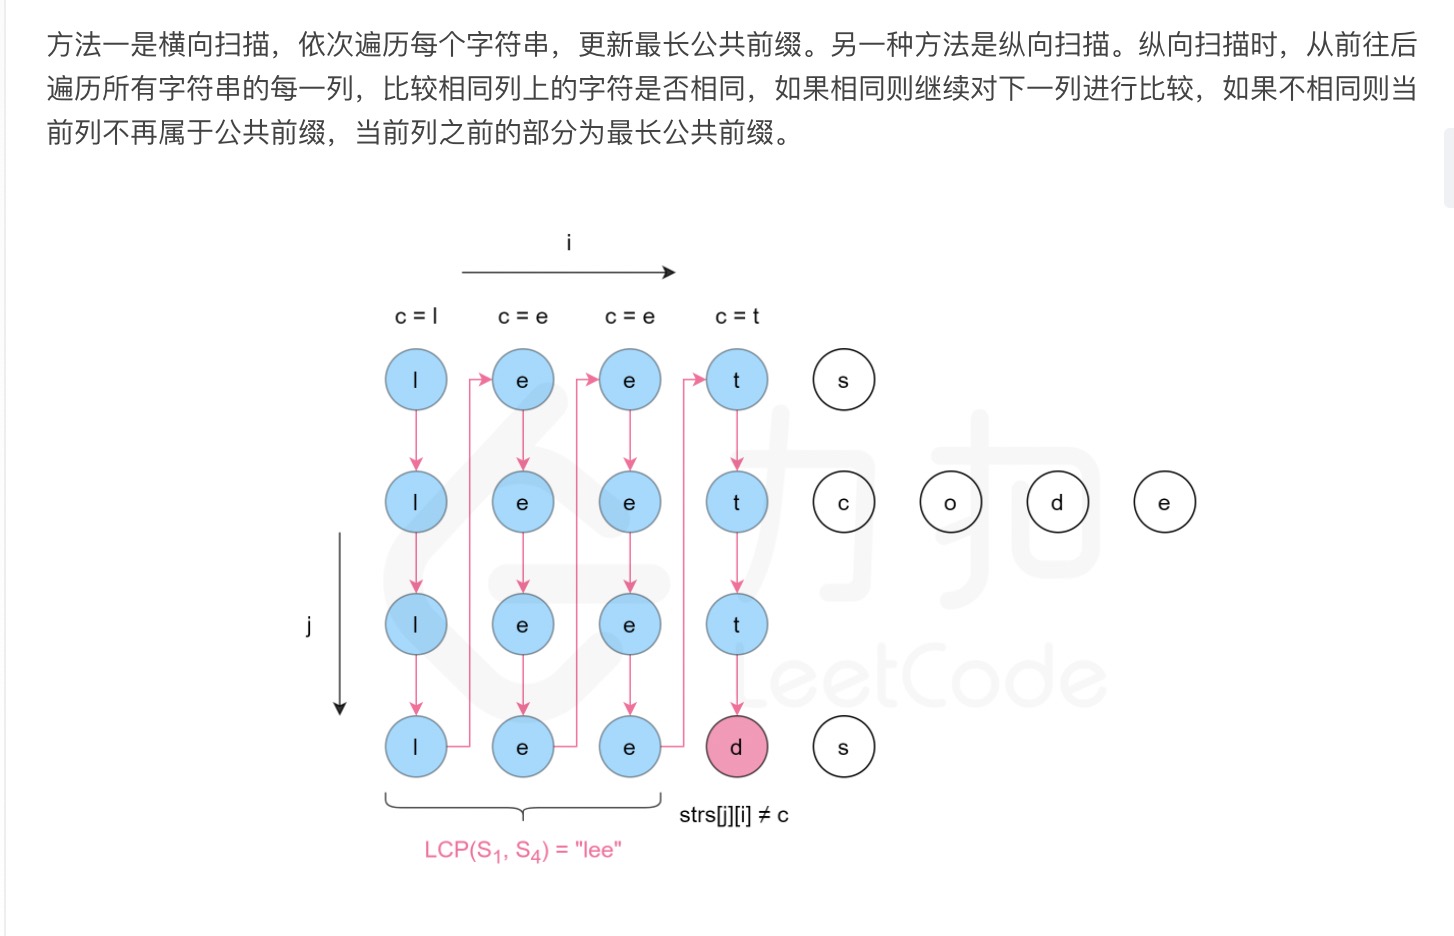 方法一是横向扫描，依次遍历每个字符串，更新最长公共前缀。另一种方法是纵向扫描。纵向扫描时，从前往后
遍历所有字符串的每一列，比较相同列上的字符是否相同，如果相同则继续对下一列进行比较，如果不相同则当
前列不再属于公共前缀，当前列之前的部分为最长公共前缀。
i
c = l c = e c = e c = t
l e e t s
l e e t c o d e
j
l e e t
l e e d s
strs[j][i] ≠ c
LCP(S1, S4) = "lee"
力扣
LeetCode